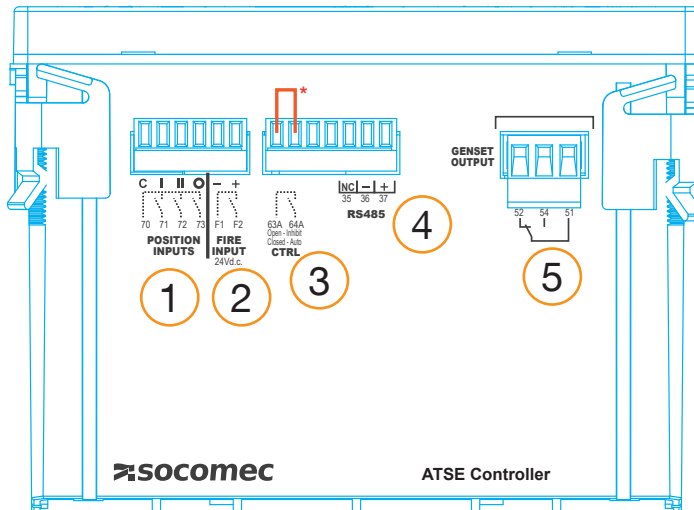 *
GENSET
OUTPUT
C I II O − +
NC − +
70 71 72 73 F1 F2
63A 64A
35 36 37
52 54 51
Open - Inhibit
Closed - Auto
RS485
POSITION
INPUTS
FIRE
INPUT
24Vd.c.
CTRL
1
2
3
4
5
socomec
ATSE Controller